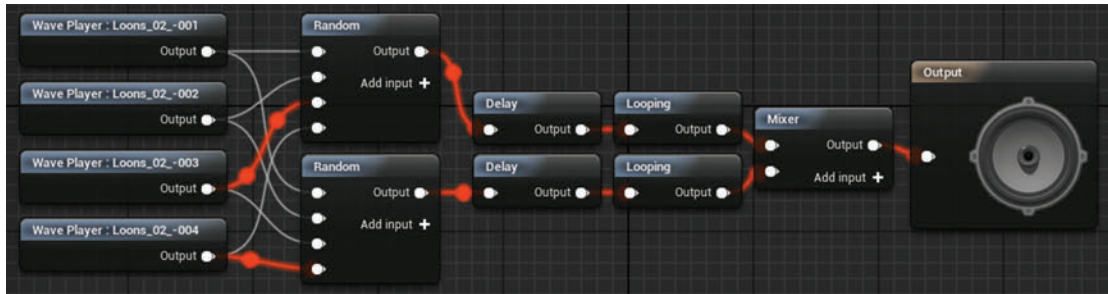 Wave Player : Loons_02_-001
Output
Wave Player : Loons_02_-002
Output
Wave Player : Loons_02_-003
Output
Wave Player : Loons_02_-004
Output
Random
Output
Add input +
Random
Output
Add input +
Delay
Output
Delay
Output
Looping
Output
Looping
Output
Mixer
Output
Add input +
Output